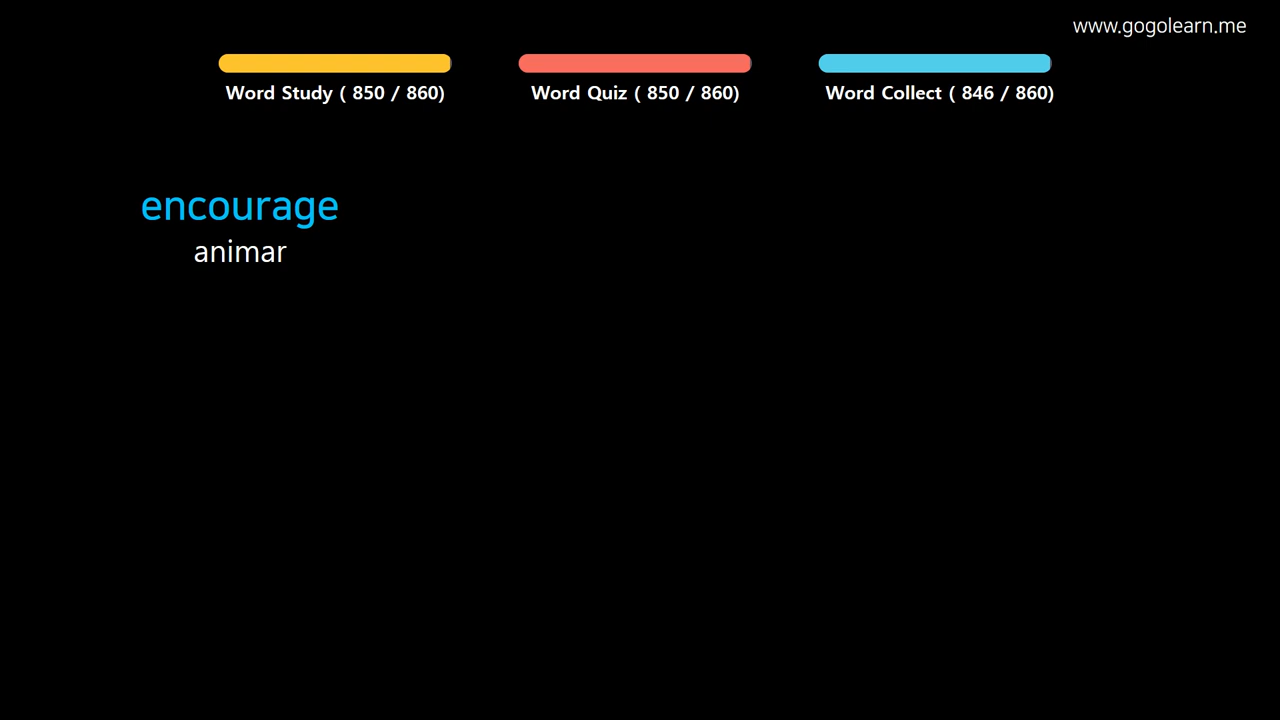 www.gogolearn.me
Word Study ( 850 / 860)
Word Quiz ( 850 / 860)
Word Collect ( 846 / 860)
encourage
animar